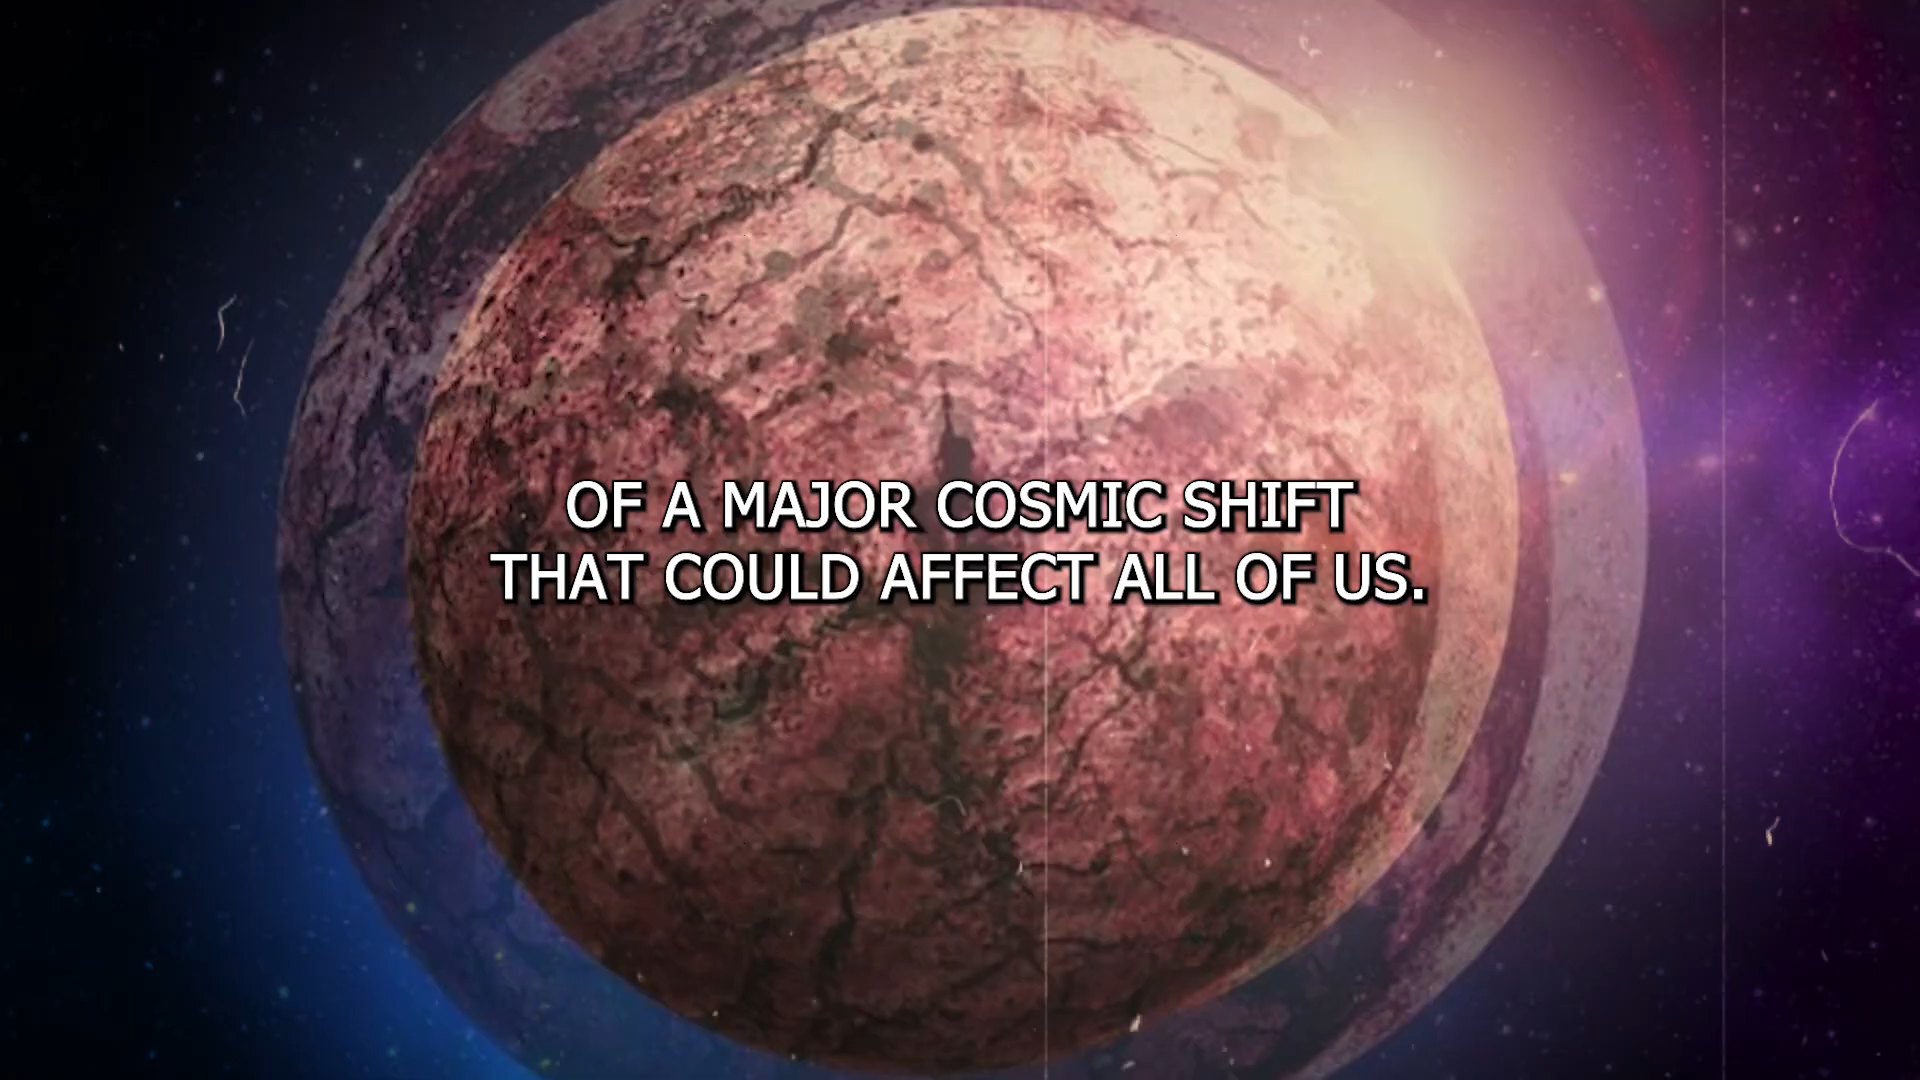 OF A MAJOR COSMIC SHIFT
THAT COULD AFFECT ALL OF US.